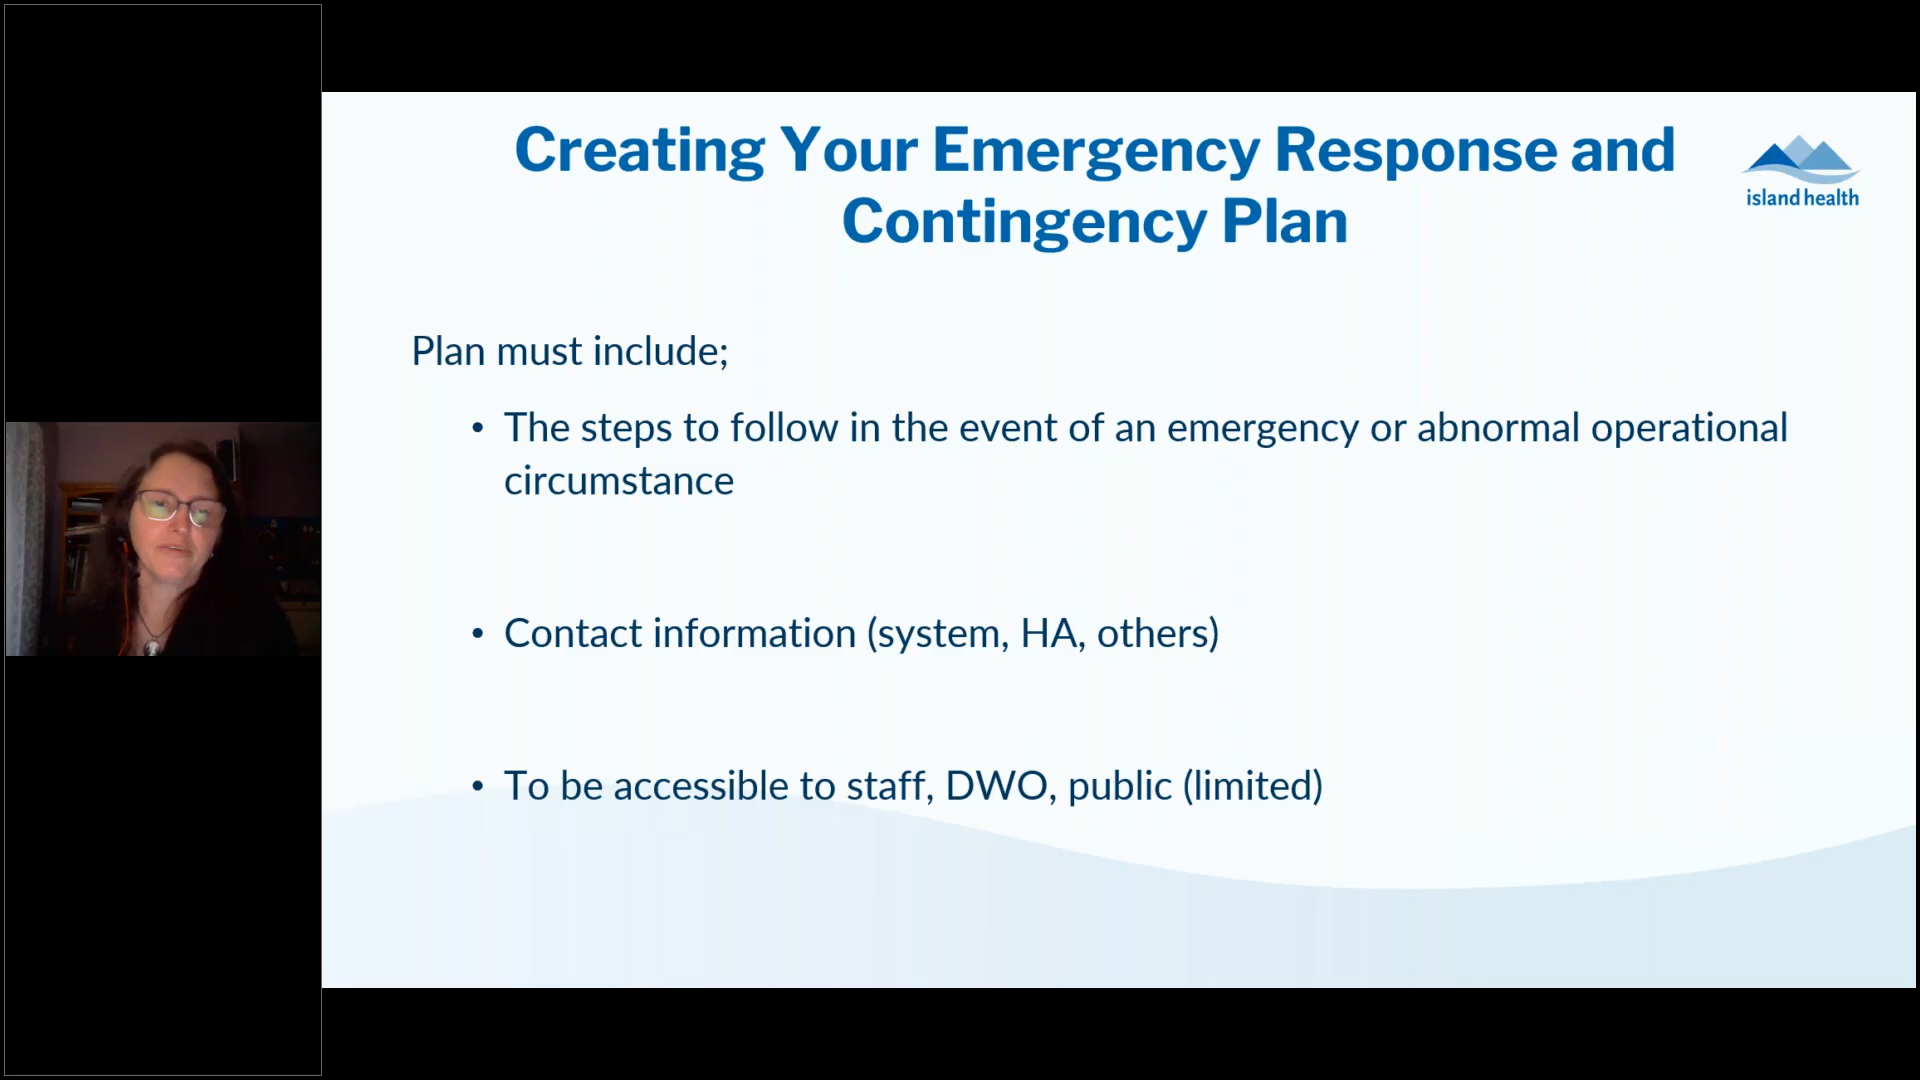 Creating Your Emergency Response and
Contingency Plan
island health
Plan must include;
• The steps to follow in the event of an emergency or abnormal operational
circumstance
• Contact information (system, HA, others)
• To be accessible to staff, DWO, public (limited)